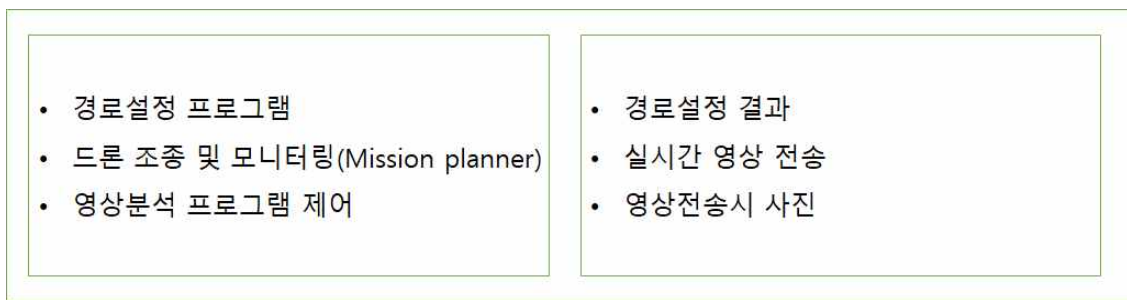 • 경로설정 프로그램
• 드론 조종 및 모니터링(Mission planner)
• 영상분석 프로그램 제어
• 경로설정 결과
• 실시간 영상 전송
• 영상전송시 사진